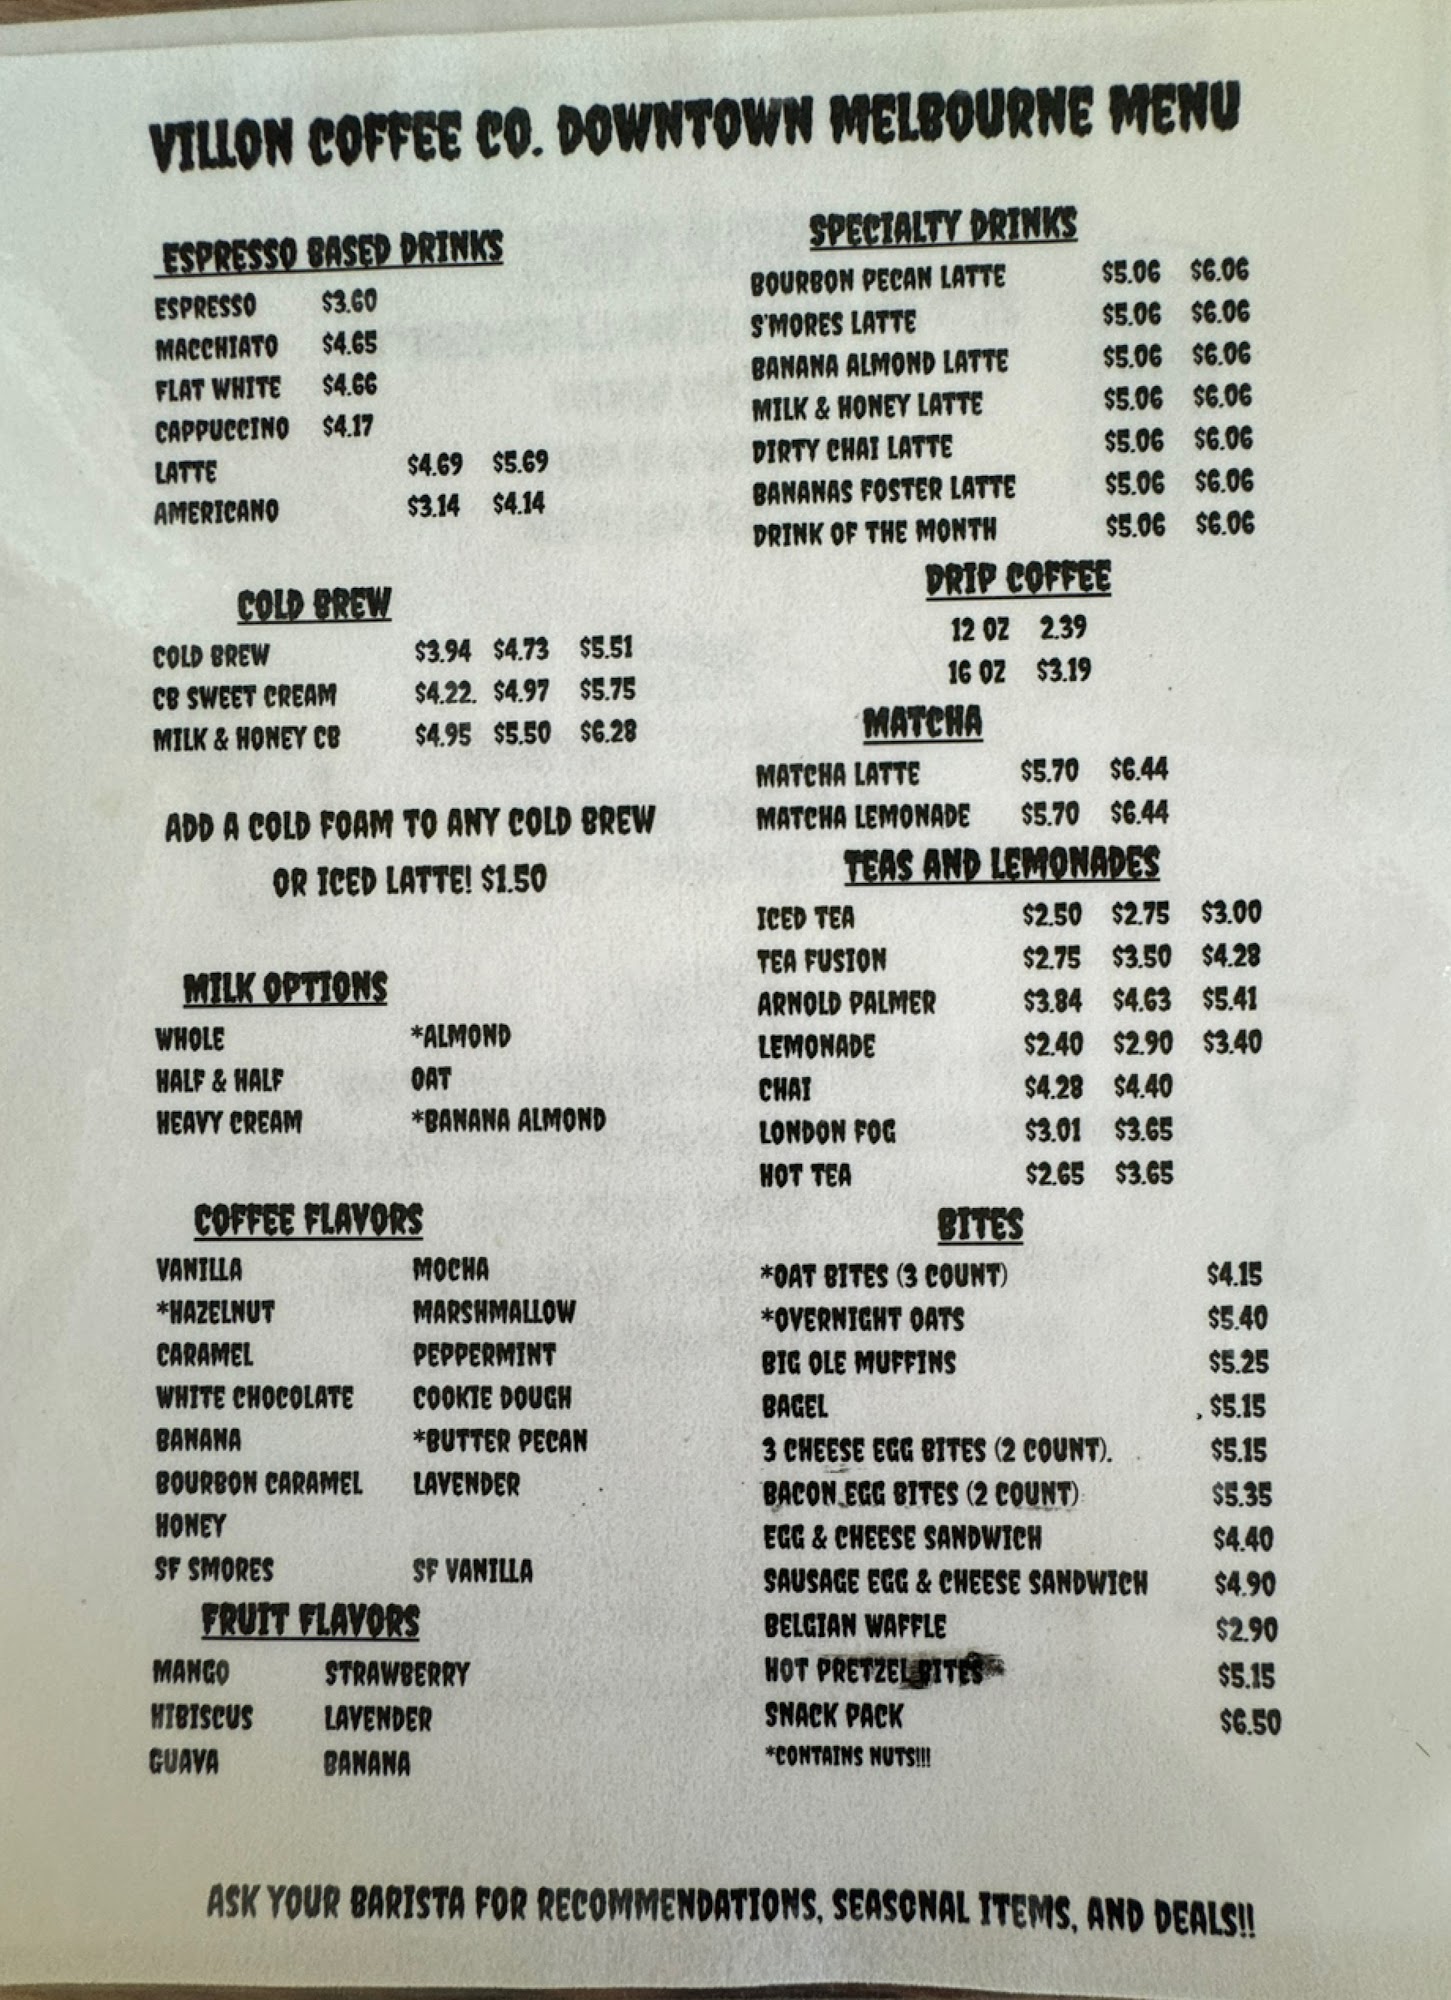 VILLON COFFEE CO. DOWNTOWN MELBOURNE MENU
ESPRESSO BASED DRINKS
ESPRESSO $3.60
MACCHIATO $4.65
FLAT WHITE $4.66
CAPPUCCINO $4.17
LATTE $4.69 $5.69
AMERICANO $3.14 $4.14
COLD BREW
COLD BREW $3.94 $4.73 $5.51
CB SWEET CREAM $4.22. $4.97 $5.75
MILK & HONEY CB $4.95 $5.50 $6.28
ADD A COLD FOAM TO ANY COLD BREW
OR ICED LATTE! $1.50
MILK OPTIONS
WHOLE *ALMOND
HALF & HALF OAT
HEAVY CREAM *BANANA ALMOND
COFFEE FLAVORS
VANILLA MOCHA
*HAZELNUT MARSHMALLOW
CARAMEL PEPPERMINT
WHITE CHOCOLATE COOKIE DOUGH
BANANA *BUTTER PECAN
BOURBON CARAMEL LAVENDER
HONEY
SF SMORES SF VANILLA
FRUIT FLAVORS
MANGO STRAWBERRY
HIBISCUS LAVENDER
GUAVA BANANA
SPECIALTY DRINKS
BOURBON PECAN LATTE $5.06 $6.06
S'MORES LATTE $5.06 $6.06
BANANA ALMOND LATTE $5.06 $6.06
MILK & HONEY LATTE $5.06 $6.06
DIRTY CHAI LATTE $5.06 $6.06
BANANAS FOSTER LATTE $5.06 $6.06
DRINK OF THE MONTH $5.06 $6.06
DRIP COFFEE
12 OZ 2.39
16 OZ $3.19
MATCHA
MATCHA LATTE $5.70 $6.44
MATCHA LEMONADE $5.70 $6.44
TEAS AND LEMONADES
ICED TEA $2.50 $2.75 $3.00
TEA FUSION $2.75 $3.50 $4.28
ARNOLD PALMER $3.84 $4.63 $5.41
LEMONADE $2.40 $2.90 $3.40
CHAI $4.28 $4.40
LONDON FOG $3.01 $3.65
HOT TEA $2.65 $3.65
BITES
*OAT BITES (3 COUNT) $4.15
*OVERNIGHT OATS $5.40
BIG OLE MUFFINS $5.25
BAGEL $5.15
3 CHEESE EGG BITES (2 COUNT). $5.15
BACON EGG BITES (2 COUNT) $5.35
EGG & CHEESE SANDWICH $4.40
SAUSAGE EGG & CHEESE SANDWICH $4.90
BELGIAN WAFFLE $2.90
HOT PRETZEL BITES $5.15
SNACK PACK $6.50
*CONTAINS NUTS!!!
ASK YOUR BARISTA FOR RECOMMENDATIONS, SEASONAL ITEMS, AND DEALS!!